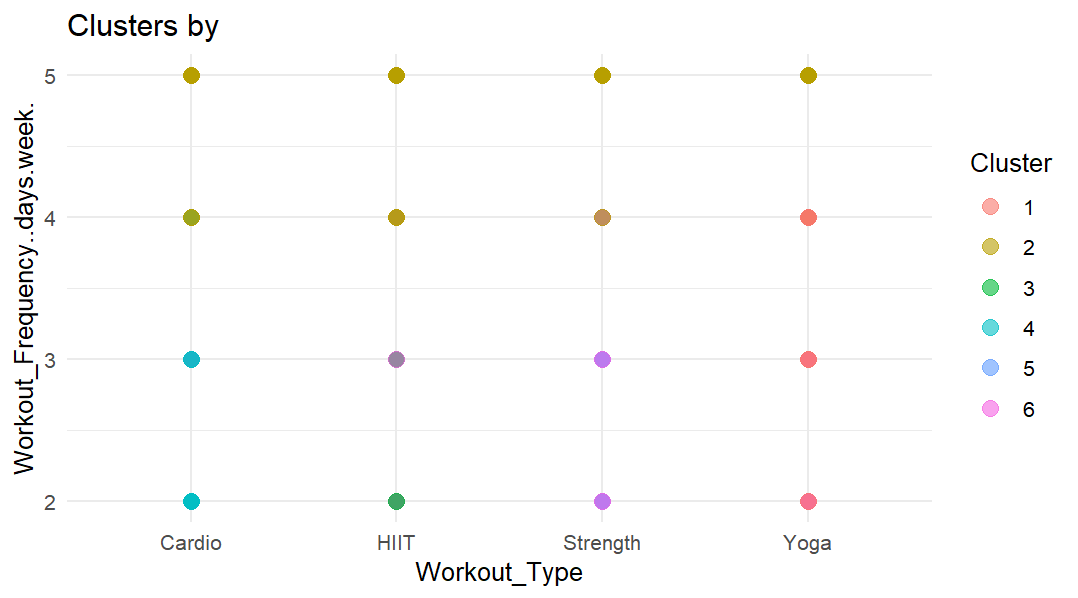 Clusters by
Workout_Frequency..days.week.
5
4
3
2
Cardio HIIT Strength Yoga
Workout_Type
Cluster
1
2
3
4
5
6